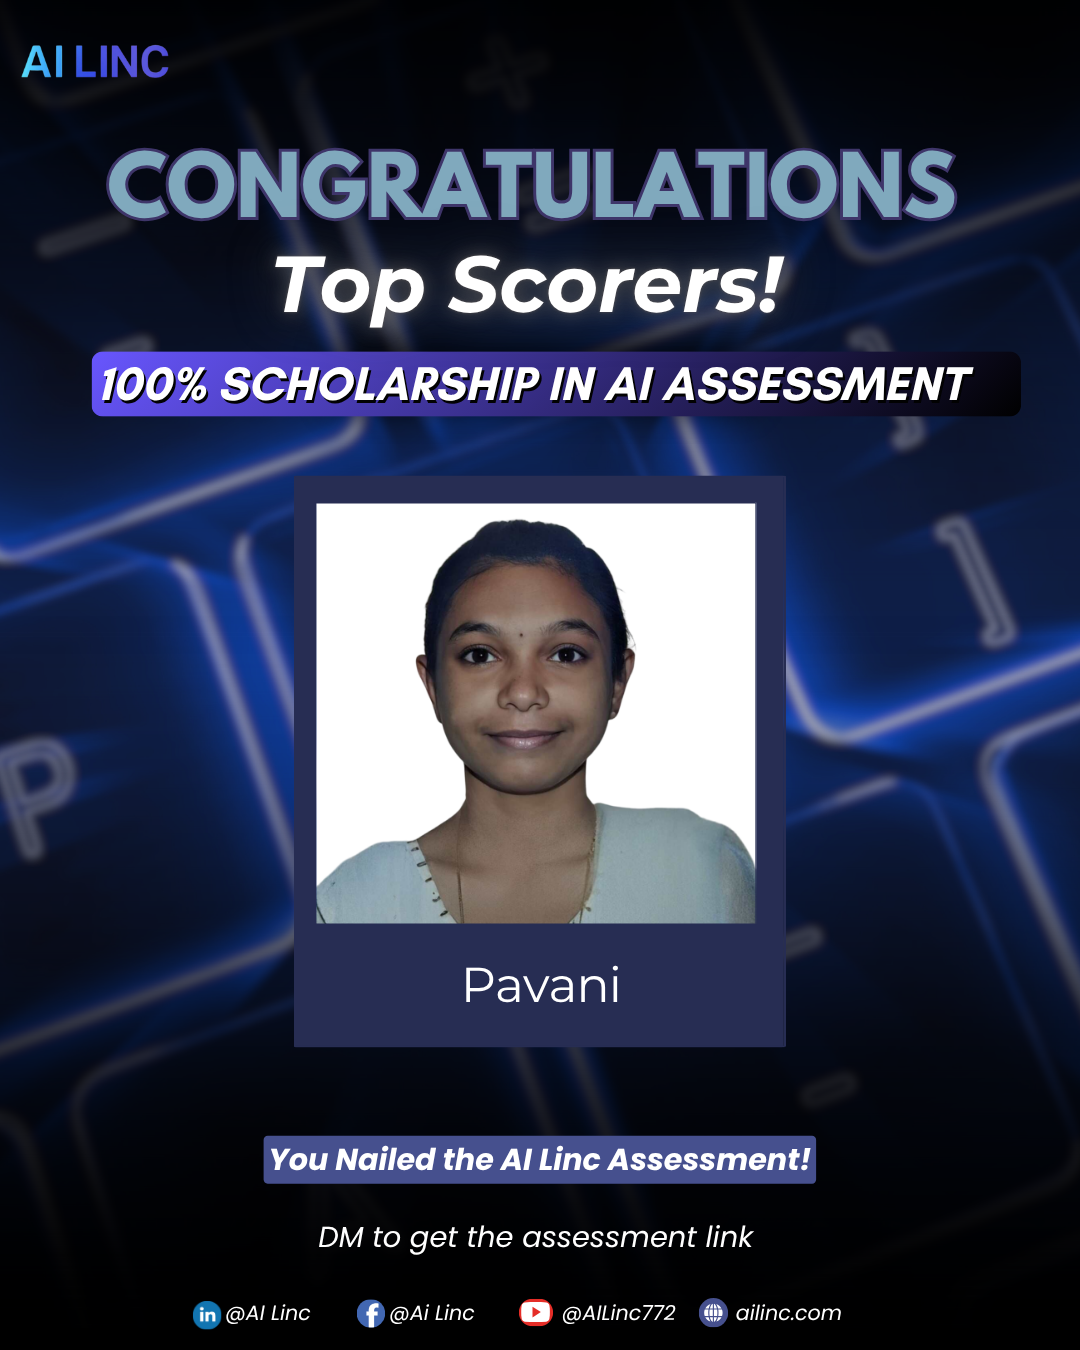 AI LINC
CONGRATULATIONS
Top Scorers!
100% SCHOLARSHIP IN AI ASSESSMENT
P
Pavani
You Nailed the AI Linc Assessment!
DM to get the assessment link
in @AI Linc f @Ai Linc @AILinc772 ailinc.com